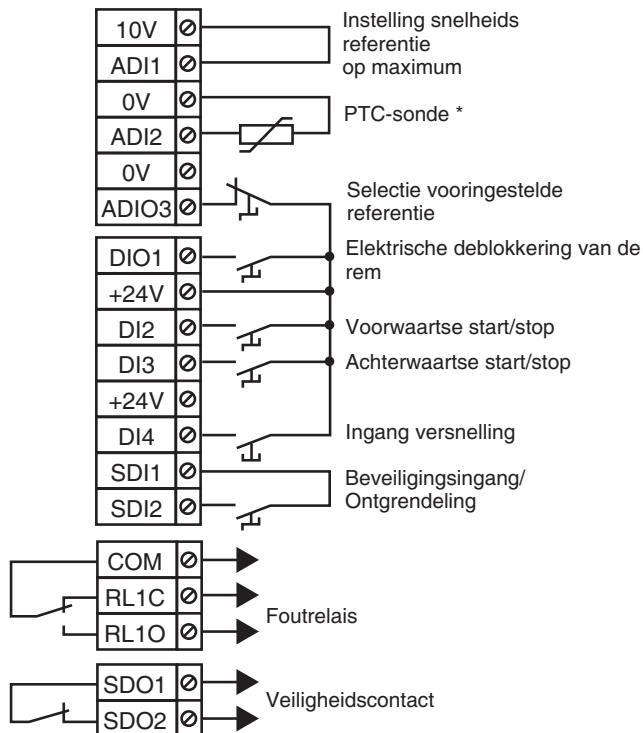 10V
Instelling snelheids
referentie
op maximum
ADI1
0V
PTC-sonde *
ADI2
0V
Selectie vooringestelde
referentie
ADIO3
DIO1
Elektrische deblokkering van de
rem
+24V
DI2
Voorwaartse start/stop
DI3
Achterwaartse start/stop
+24V
DI4
Ingang versnelling
SDI1
Beveiligingsingang/
Ontgrendeling
SDI2
COM
RL1C
Foutrelais
RL1O
SDO1
Veiligheidscontact
SDO2